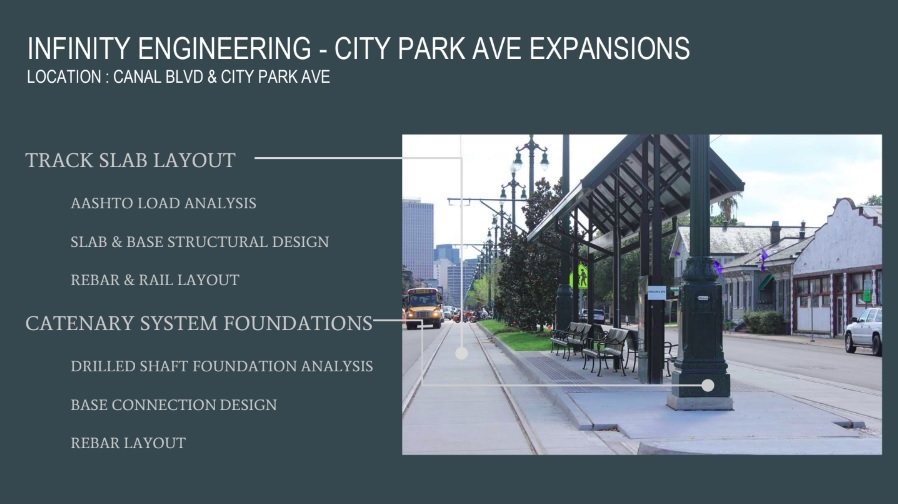 INFINITY ENGINEERING - CITY PARK AVE EXPANSIONS
LOCATION : CANAL BLVD & CITY PARK AVE
TRACK SLAB LAYOUT
AASHTO LOAD ANALYSIS
SLAB & BASE STRUCTURAL DESIGN
REBAR & RAIL LAYOUT
CATENARY SYSTEM FOUNDATIONS
DRILLED SHAFT FOUNDATION ANALYSIS
BASE CONNECTION DESIGN
REBAR LAYOUT